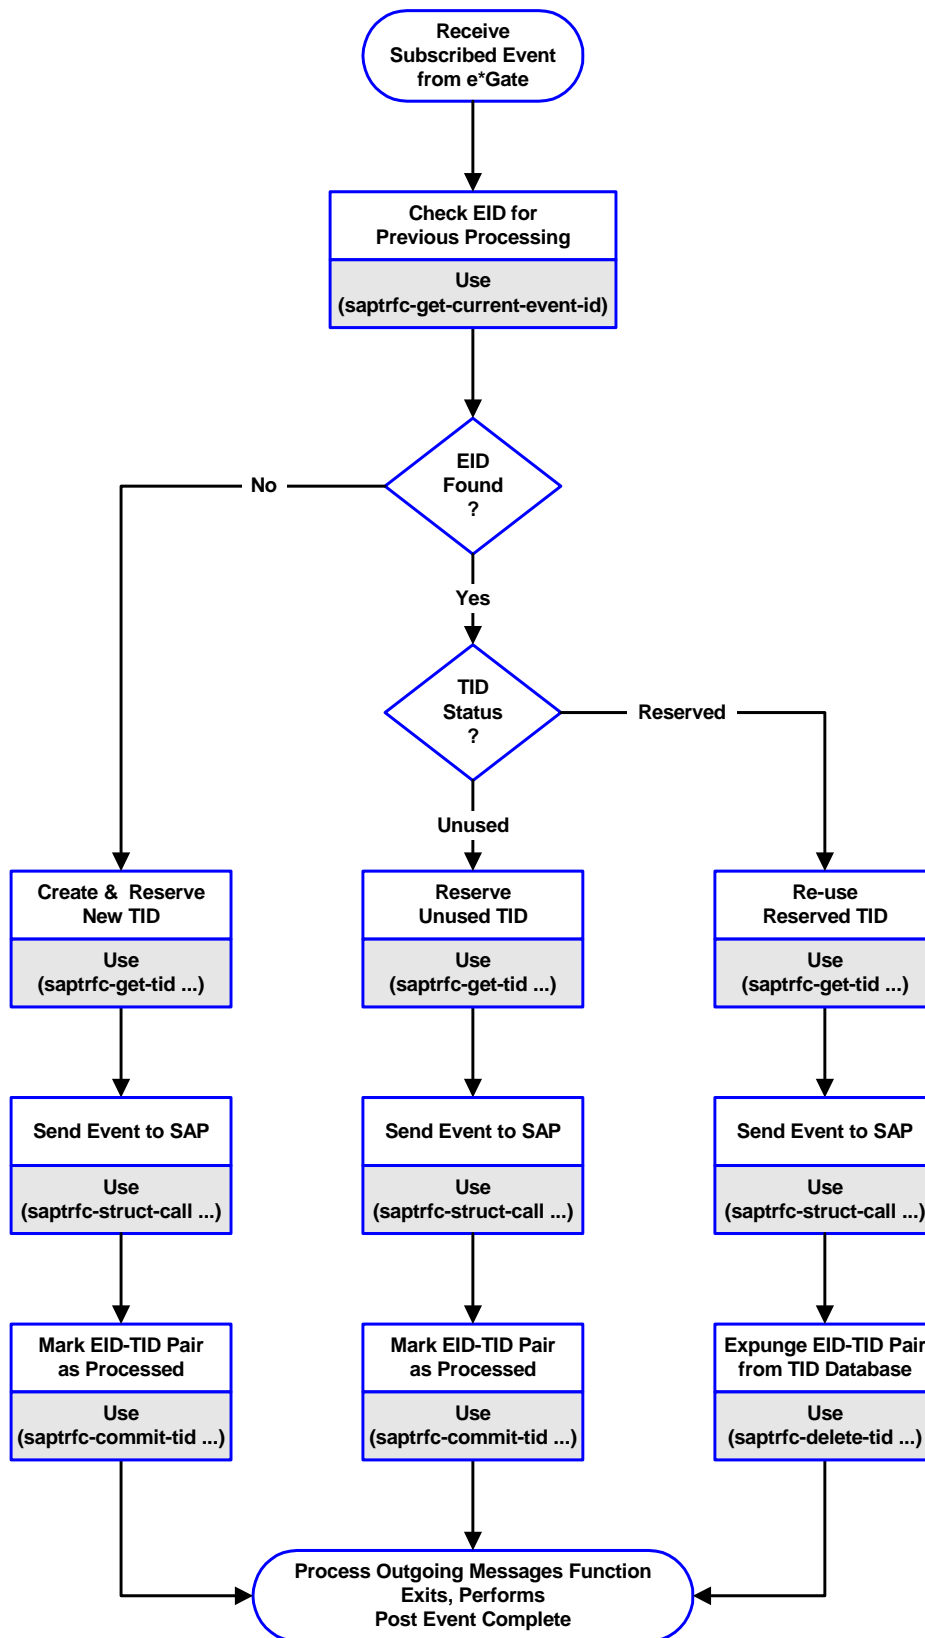 Receive
Subscribed Event
from e*Gate
Check EID for
Previous Processing
Use
(saptrfc-get-current-event-id)
EID
Found
?
No
Yes
TID
Status
?
Reserved
Unused
Create & Reserve
New TID
Use
(saptrfc-get-tid ...)
Reserve
Unused TID
Use
(saptrfc-get-tid ...)
Re-use
Reserved TID
Use
(saptrfc-get-tid ...)
Send Event to SAP
Use
(saptrfc-struct-call ...)
Send Event to SAP
Use
(saptrfc-struct-call ...)
Send Event to SAP
Use
(saptrfc-struct-call ...)
Mark EID-TID Pair
as Processed
Use
(saptrfc-commit-tid ...)
Mark EID-TID Pair
as Processed
Use
(saptrfc-commit-tid ...)
Expunge EID-TID Pair
from TID Database
Use
(saptrfc-delete-tid ...)
Process Outgoing Messages Function
Exits, Performs
Post Event Complete